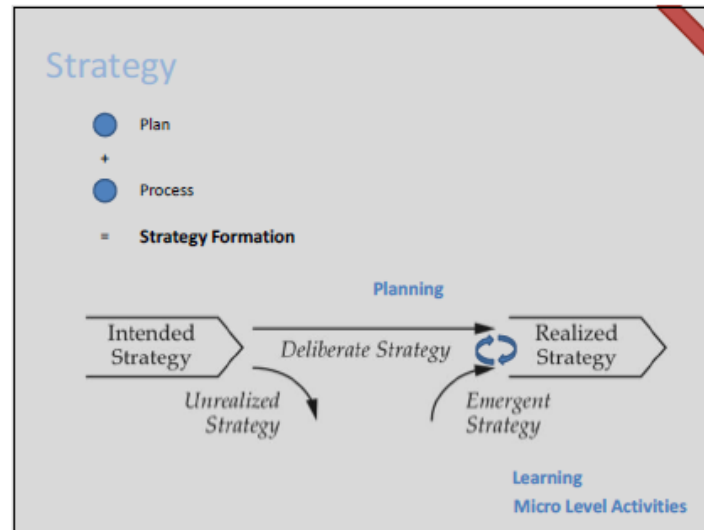 Strategy
Plan
+
Process
= Strategy Formation
Planning
Intended
Strategy
Deliberate Strategy
Realized
Strategy
Unrealized
Strategy
Emergent
Strategy
Learning
Micro Level Activities